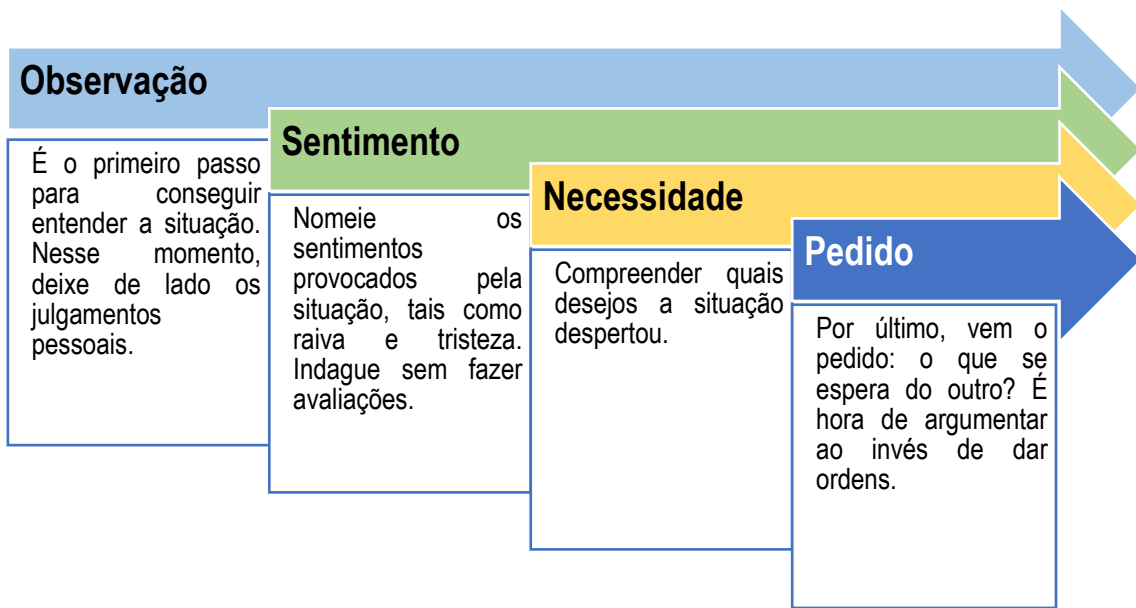 Observação
É o primeiro passo
para conseguir
entender a situação.
Nesse momento,
deixe de lado os
julgamentos
pessoais.
Sentimento
Nomeie os
sentimentos
provocados pela
situação, tais como
raiva e tristeza.
Indague sem fazer
avaliações.
Necessidade
Compreender quais
desejos a situação
despertou.
Pedido
Por último, vem o
pedido: o que se
espera do outro? É
hora de argumentar
ao invés de dar
ordens.